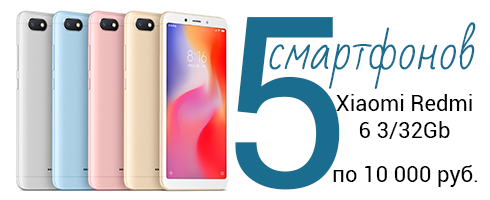 5 смартфонов
Xiaomi Redmi
6 3/32Gb
по 10 000 руб.